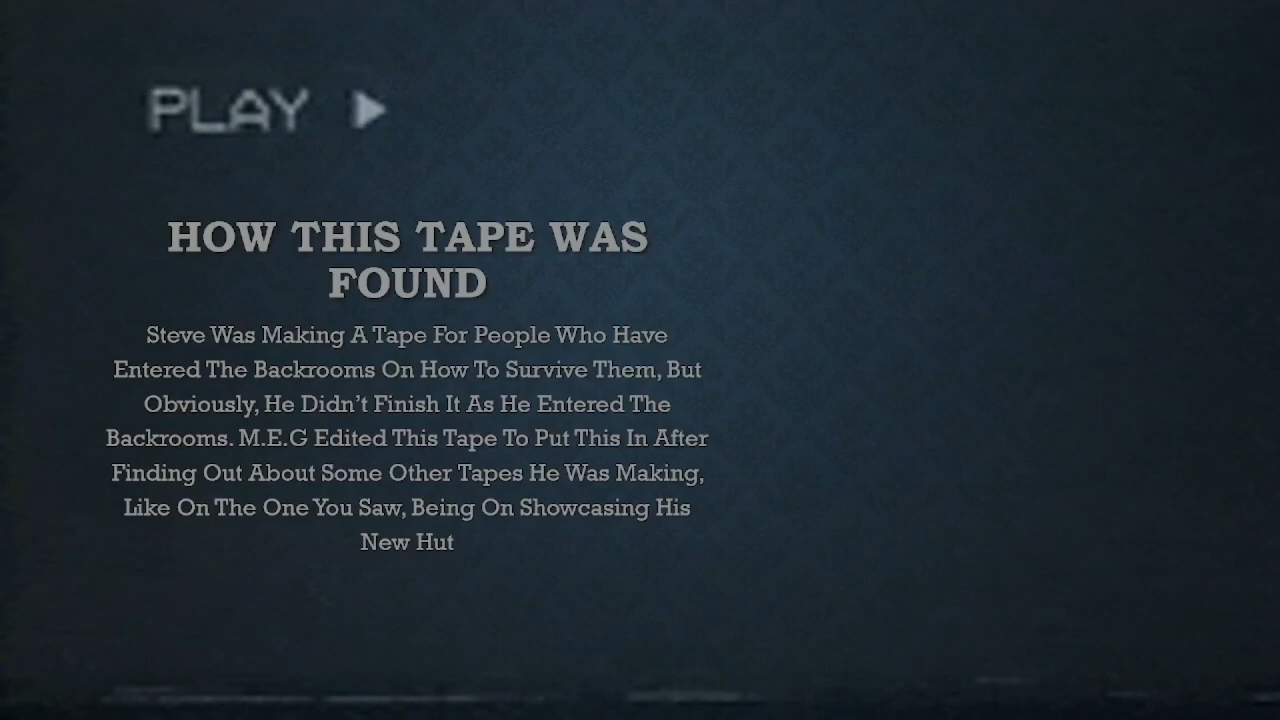 PLAY
HOW THIS TAPE WAS
FOUND
Steve Was Making A Tape For People Who Have
Entered The Backrooms On How To Survive Them, But
Obviously, He Didn't Finish It As He Entered The
Backrooms. M.E.G Edited This Tape To Put This In After
Finding Out About Some Other Tapes He Was Making,
Like On The One You Saw, Being On Showcasing His
New Hut